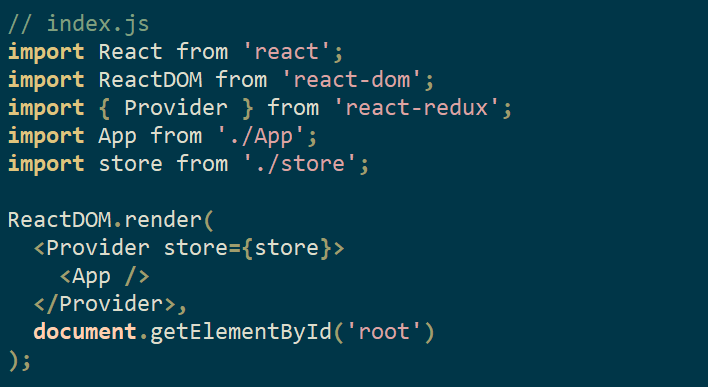 // index.js
import React from 'react';
import ReactDOM from 'react-dom';
import { Provider } from 'react-redux';
import App from './App';
import store from './store';

ReactDOM.render(
  <Provider store={store}>
    <App />
  </Provider>,
  document.getElementById('root')
);